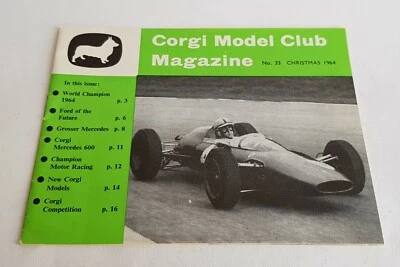 Corgi Model Club
Magazine No. 33 CHRISTMAS 1964
In this issue:
World Champion
1964 p. 3
Ford of the
Future p. 6
Grosser Mercedes p. 8
Corgi
Mercedes 600 p. 11
Champion
Motor Racing p. 12
New Corgi
Models p. 14
Corgi
Competition p. 16